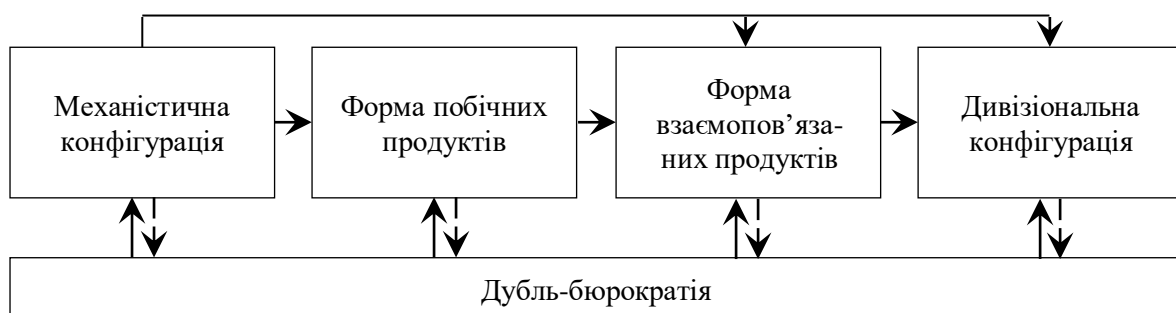 Механістична
конфігурація
Форма побічних
продуктів
Форма
взаємопов’яза-
них продуктів
Дивізіональна
конфігурація
Дубль-бюрократія